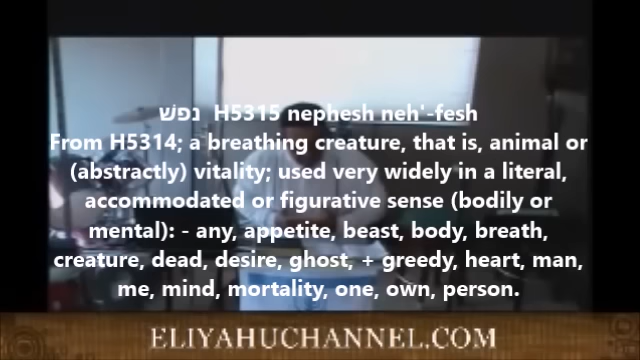 נפשׁ H5315 nephesh neh'-fesh
From H5314; a breathing creature, that is, animal or
(abstractly) vitality; used very widely in a literal,
accommodated or figurative sense (bodily or
mental): - any, appetite, beast, body, breath,
creature, dead, desire, ghost, + greedy, heart, man,
me, mind, mortality, one, own, person.
ELIYAHUCHANNEL.COM